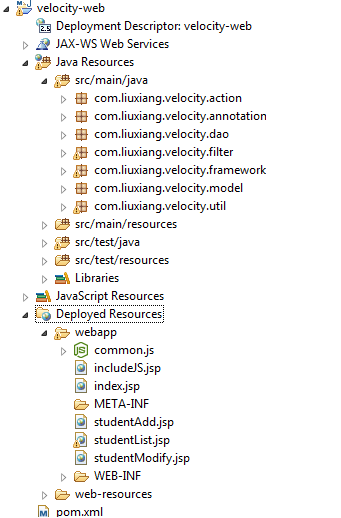 velocity-web
Deployment Descriptor: velocity-web
JAX-WS Web Services
Java Resources
src/main/java
com.liuxiang.velocity.action
com.liuxiang.velocity.annotation
com.liuxiang.velocity.dao
com.liuxiang.velocity.filter
com.liuxiang.velocity.framework
com.liuxiang.velocity.model
com.liuxiang.velocity.util
src/main/resources
src/test/java
src/test/resources
Libraries
JavaScript Resources
Deployed Resources
webapp
common.js
includeJS.jsp
index.jsp
META-INF
studentAdd.jsp
studentList.jsp
studentModify.jsp
WEB-INF
web-resources
pom.xml